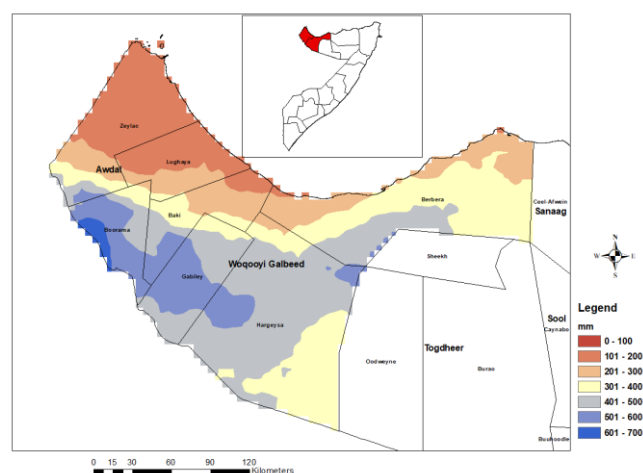 Zeylac
Lughaya
Awdal
Baki
Berbera
Ceel-Afwein
Sanaag
Boorama
Woqooyi Galbeed
Sheekh
Gabiley
Hargeysa
Oodweyne
Togdheer
Burao
Sool
Caynabo
Buuhoodle
N
W E
S
Legend
mm
0 - 100
101 - 200
201 - 300
301 - 400
401 - 500
501 - 600
601 - 700
0 15 30 60 90 120
Kilometers